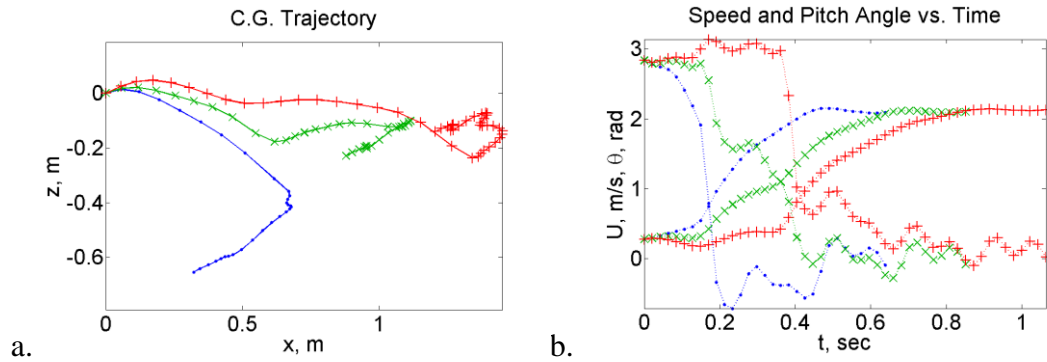 C.G. Trajectory
0
-0.2
-0.4
-0.6
z, m
0
0.5
1
x, m
a.
Speed and Pitch Angle vs. Time
3
2
1
0
U, m/s, θ, rad
0
0.2
0.4
0.6
0.8
1
t, sec
b.